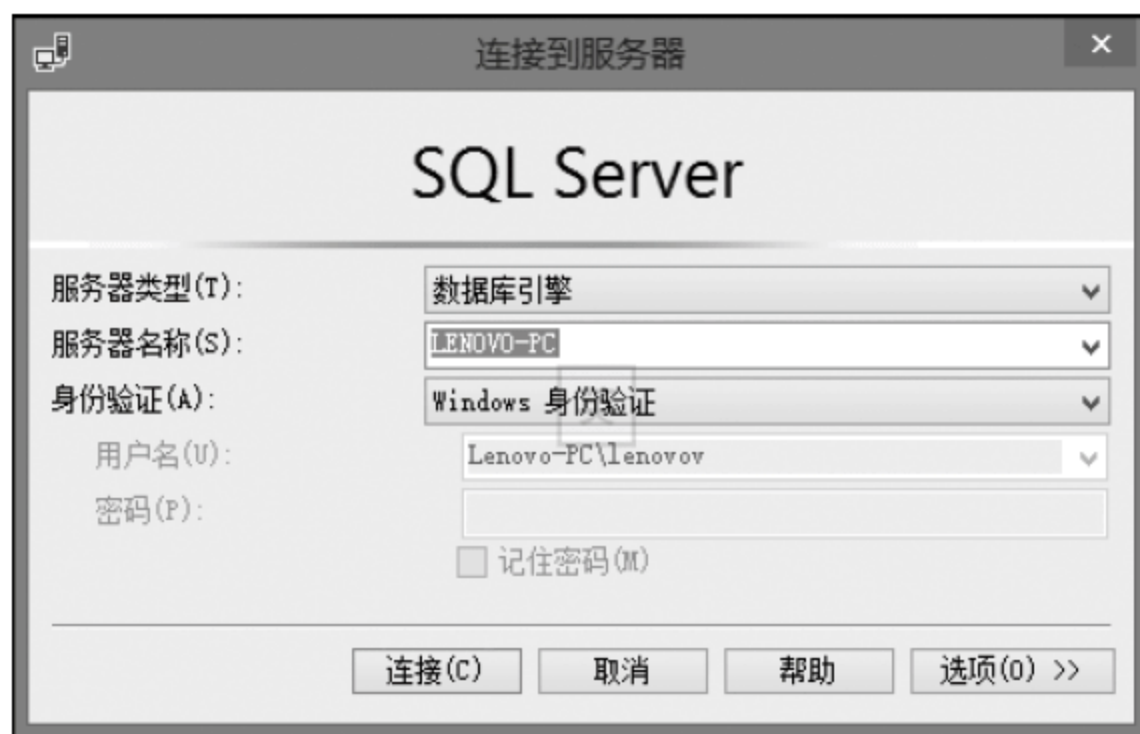 连接到服务器
SQL Server
服务器类型(T): 数据库引擎
服务器名称(S): LENOVO-PC
身份验证(A): Windows 身份验证
用户名(U): Lenovo-PC\lenovov
密码(P):
记住密码(M)
连接(C) 取消 帮助 选项(O) >>